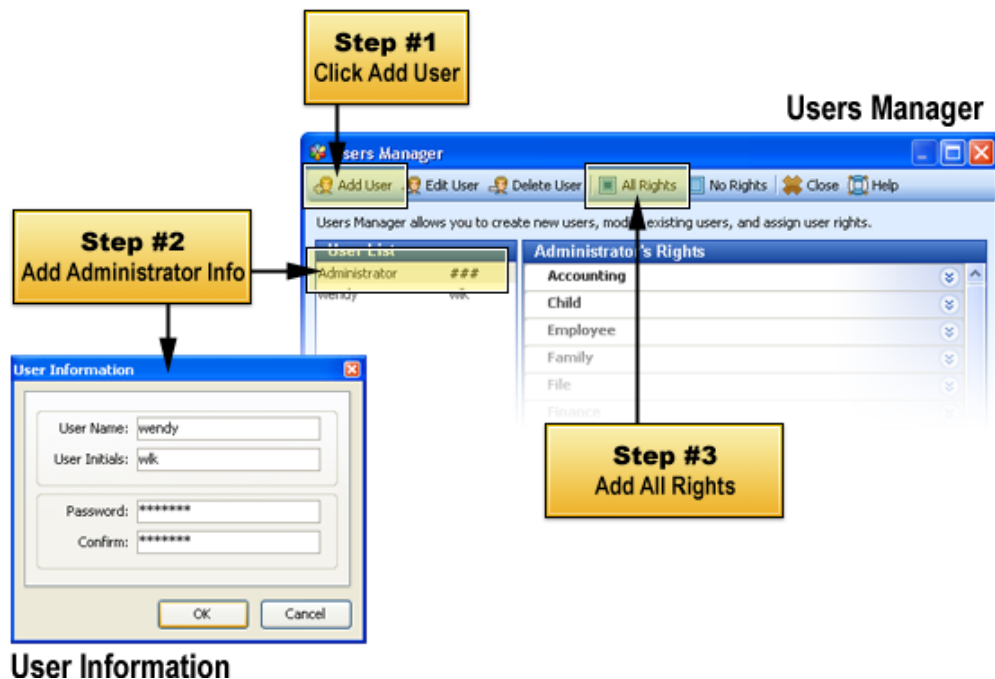 Step #1
Click Add User
Users Manager
Users Manager
Add User Edit User Delete User All Rights No Rights Close Help
Users Manager allows you to create new users, modify existing users, and assign user rights.
Step #2
Add Administrator Info
User List
Administrator ###
wendy wlk
Administrator's Rights
Accounting
Child
Employee
Family
File
Finance
User Information
User Name: wendy
User Initials: wlk
Password: *******
Confirm: *******
OK Cancel
Step #3
Add All Rights
User Information